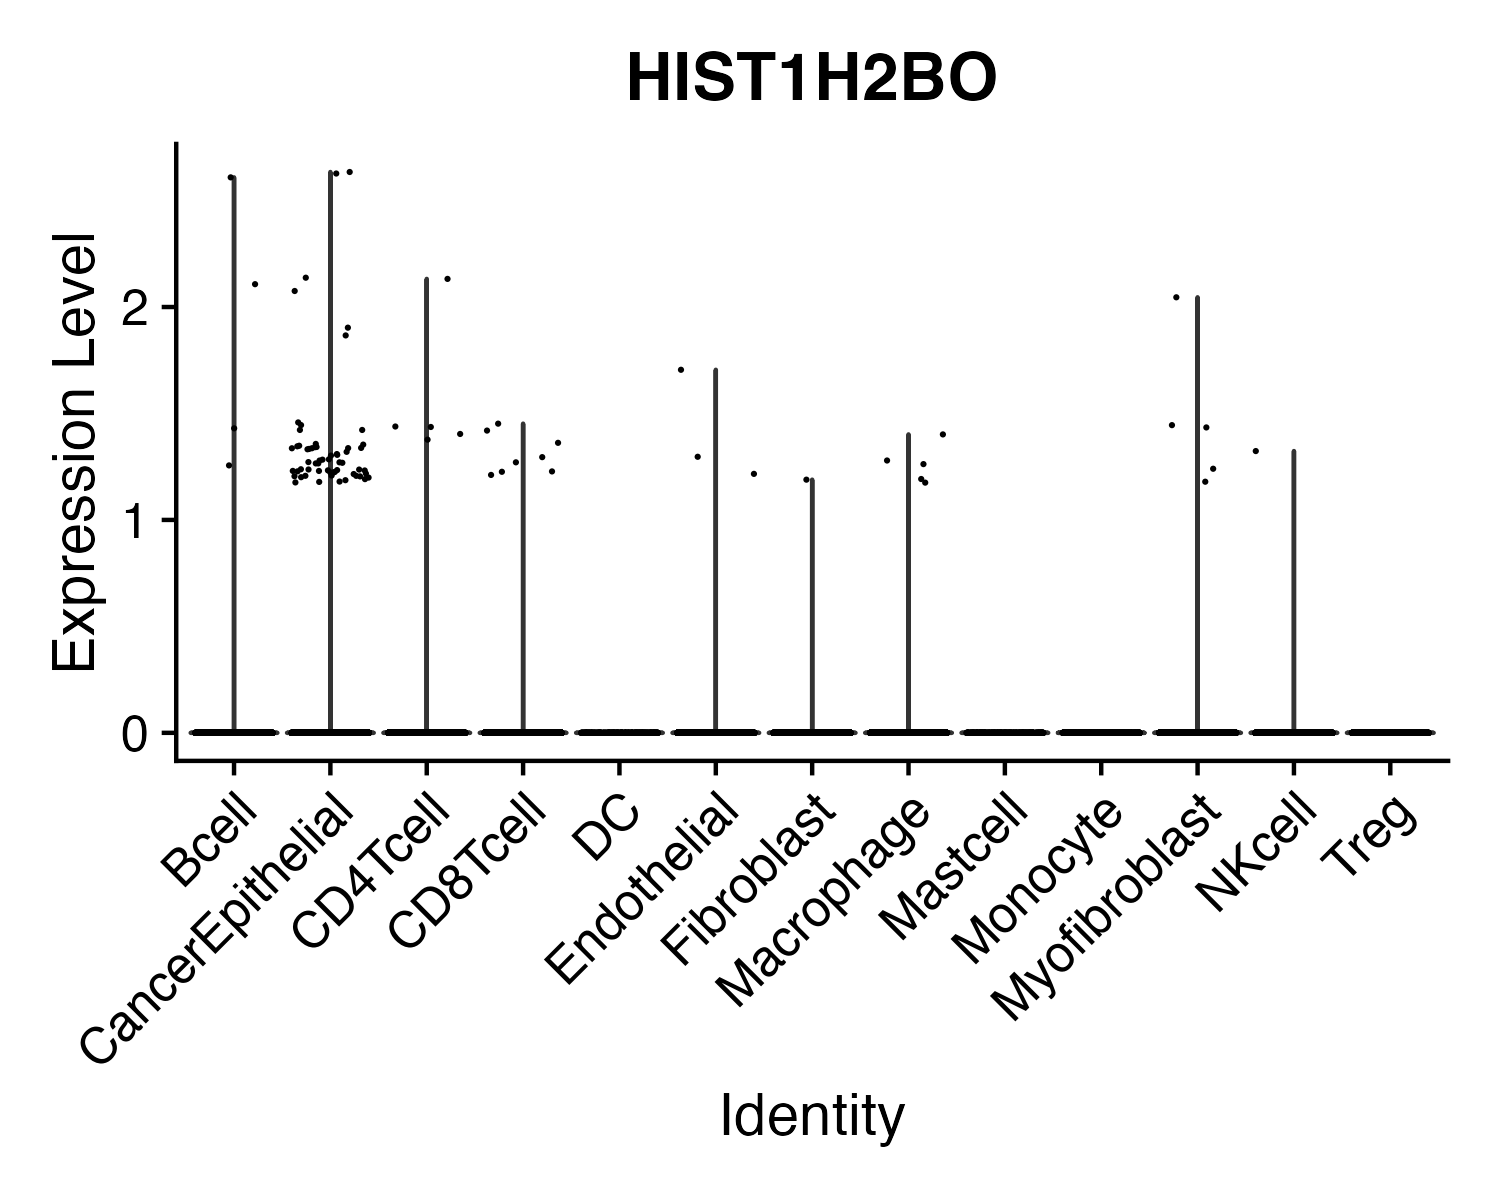 HIST1H2BO
Expression Level
2
1
0
Bcell
CancerEpithelial
CD4Tcell
CD8Tcell
DC
Endothelial
Fibroblast
Macrophage
Mastcell
Monocyte
Myofibroblast
NKcell
Treg
Identity